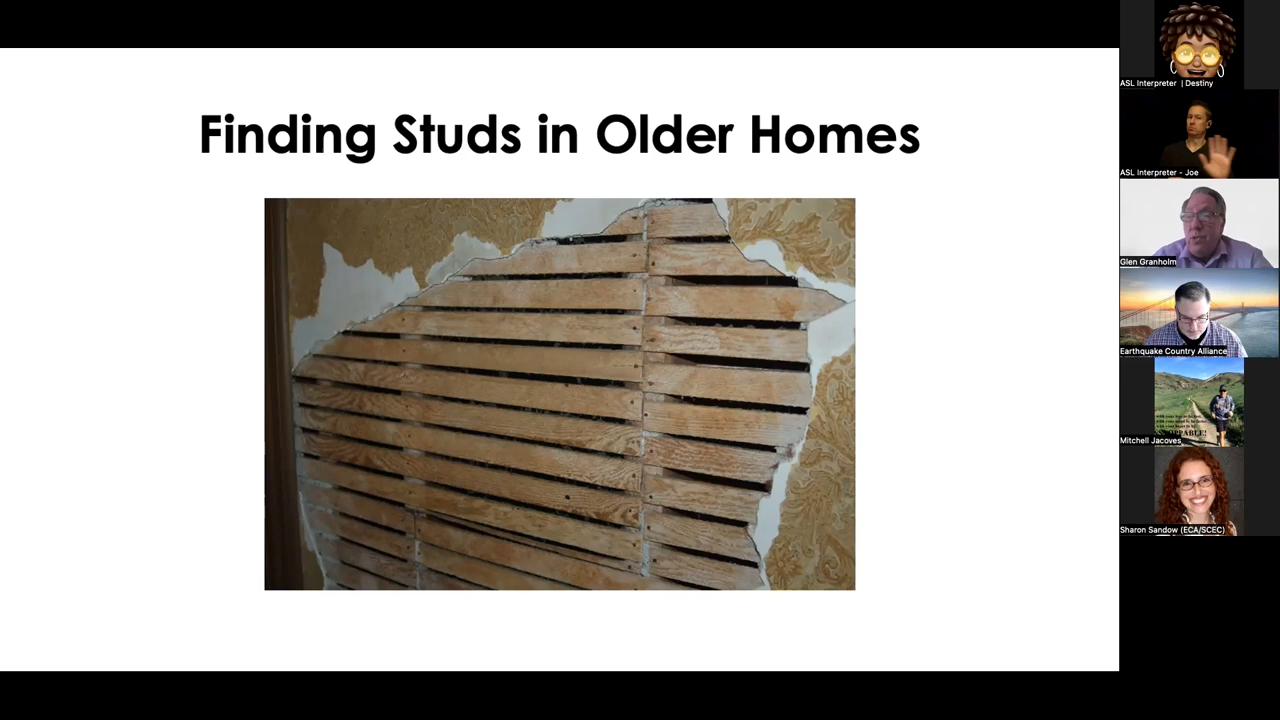 Finding Studs in Older Homes
ASL Interpreter | Destiny
ASL Interpreter - Joe
Glen Granholm
Earthquake Country Alliance
Mitchell Jacoves
Sharon Sandow (ECA/SCEC)